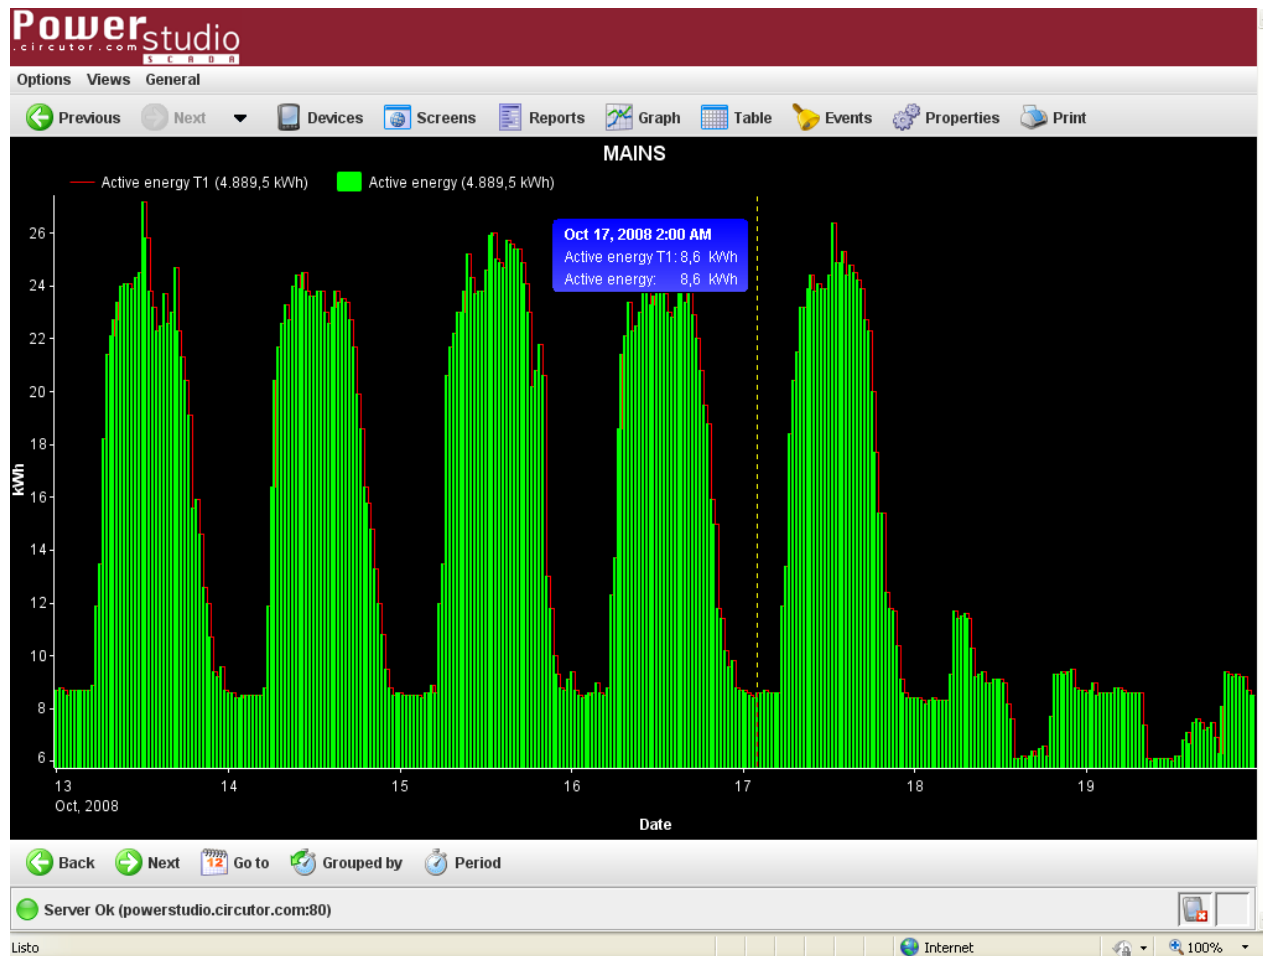 Power studio
.circutor.com
SCADA
Options Views General
Previous Next Devices Screens Reports Graph Table Events Properties Print
MAINS
Active energy T1 (4.889,5 kWh) Active energy (4.889,5 kWh)
Oct 17, 2008 2:00 AM
Active energy T1: 8,6 kWh
Active energy: 8,6 kWh
26
24
22
20
18
kWh
16
14
12
10
8
6
13 14 15 16 17 18 19
Oct, 2008
Date
Back Next 12 Go to Grouped by Period
Server Ok (powerstudio.circutor.com:80)
Listo Internet 100%